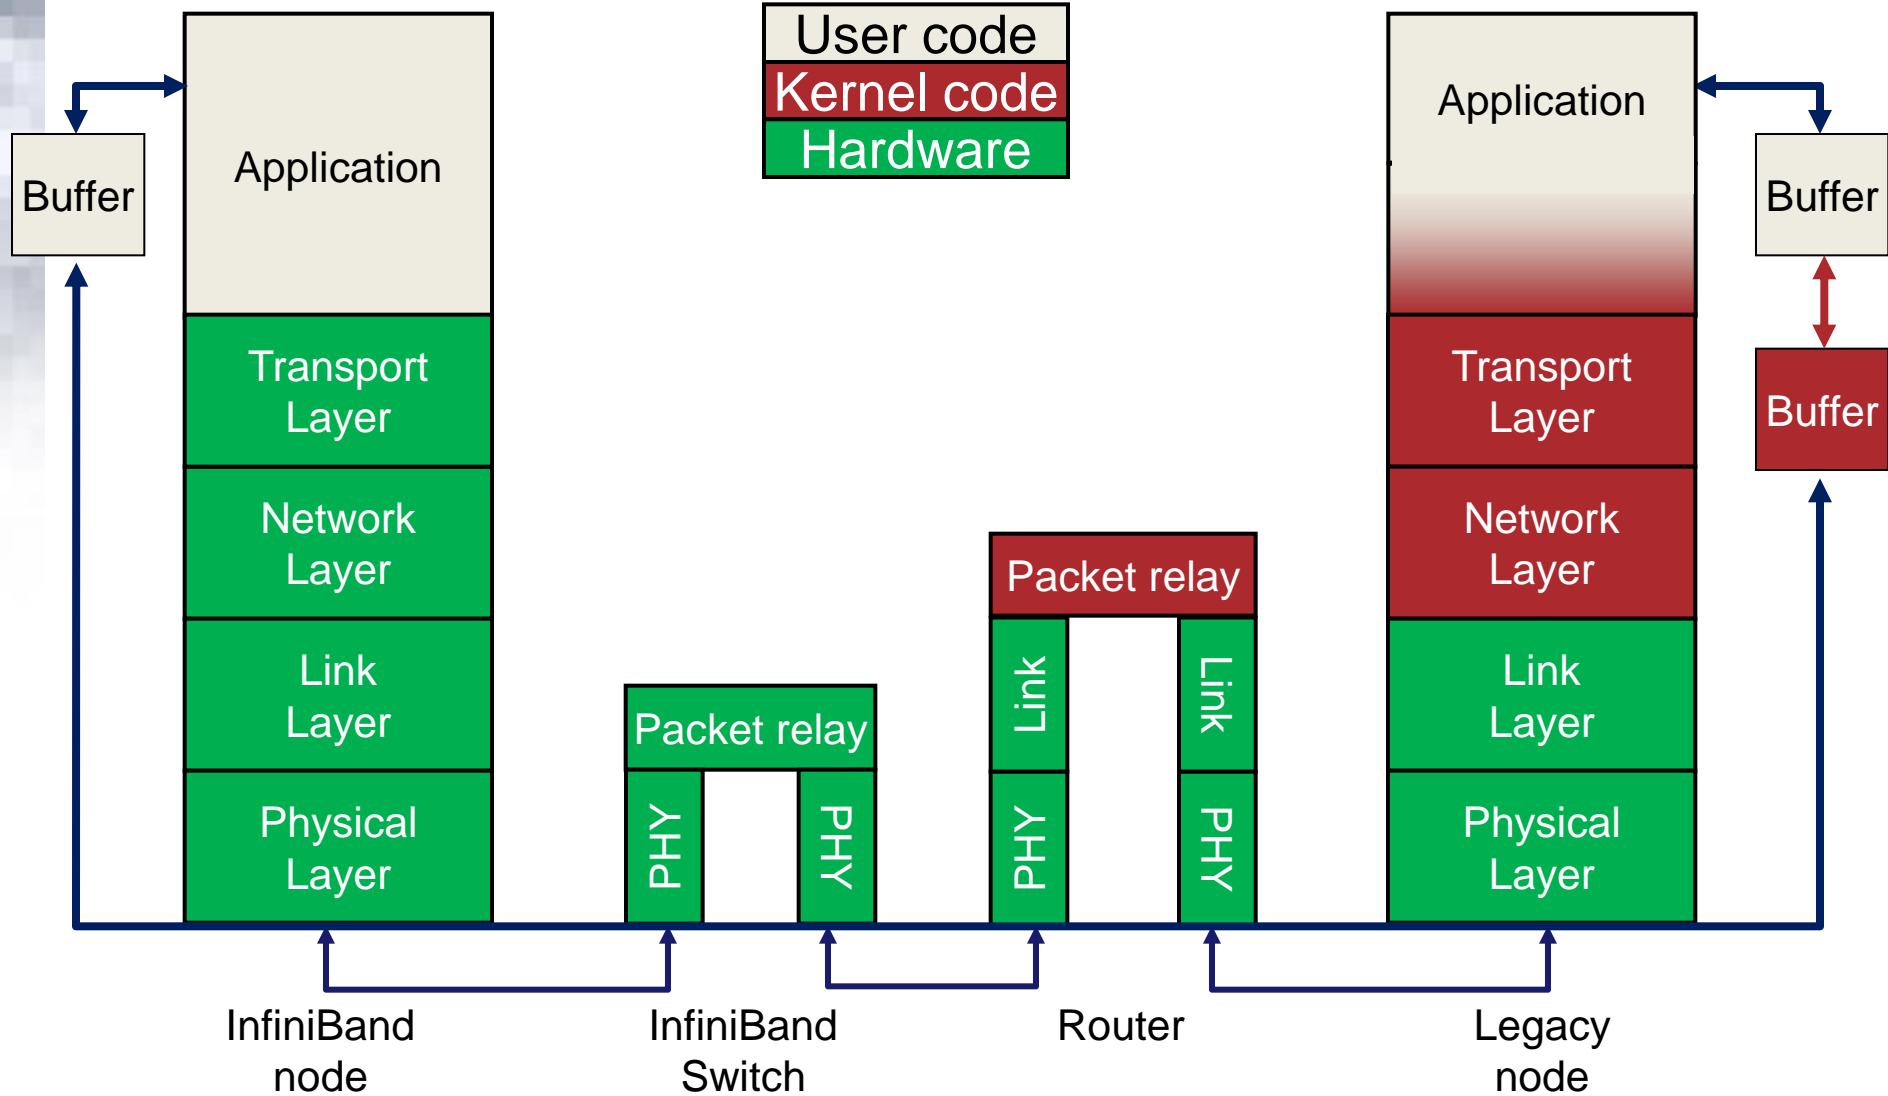 User code
Kernel code
Hardware
Buffer
Application
Transport
Layer
Network
Layer
Link
Layer
Physical
Layer
InfiniBand
node
Packet relay
PHY
PHY
InfiniBand
Switch
Packet relay
Link
Link
PHY
PHY
Router
Application
Transport
Layer
Network
Layer
Link
Layer
Physical
Layer
Legacy
node
Buffer
Buffer